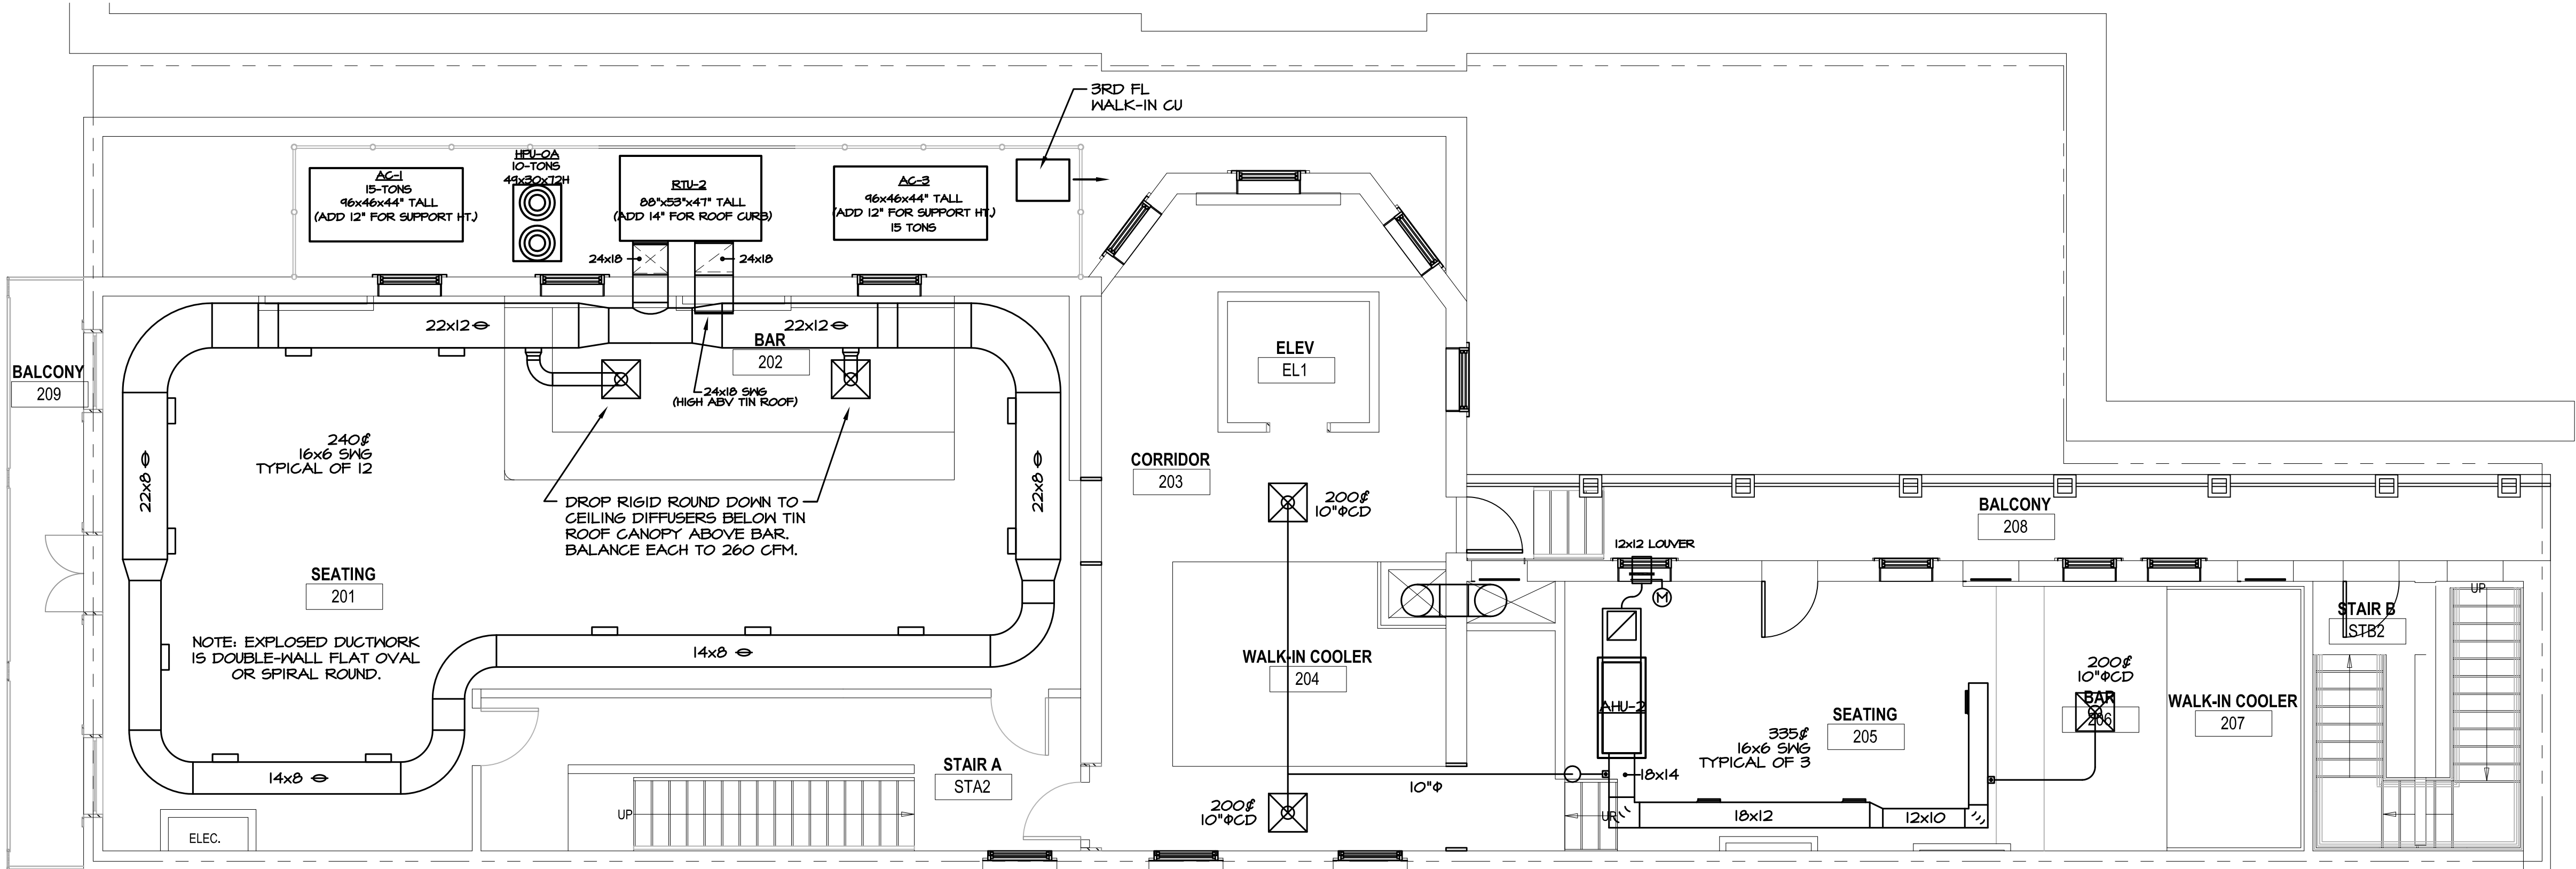 3RD FL
WALK-IN CU
AC-1
15-TONS
96x46x44" TALL
(ADD 12" FOR SUPPORT HT.)
HPU-OA
10-TONS
49x30x72H
RTU-2
88"x53"x47" TALL
(ADD 14" FOR ROOF CURB)
AC-3
96x46x44" TALL
(ADD 12" FOR SUPPORT HT.)
15 TONS
24x18
24x18
22x12
22x12
BAR
202
24x18 SWG
(HIGH ABV TIN ROOF)
BALCONY
209
ELEV
EL1
240
16x6 SWG
TYPICAL OF 12
22x8
22x8
CORRIDOR
203
DROP RIGID ROUND DOWN TO
CEILING DIFFUSERS BELOW TIN
ROOF CANOPY ABOVE BAR.
BALANCE EACH TO 260 CFM.
200
10"ΦCD
BALCONY
208
12x12 LOUVER
M
SEATING
201
NOTE: EXPLOSED DUCTWORK
IS DOUBLE-WALL FLAT OVAL
OR SPIRAL ROUND.
14x8
WALK-IN COOLER
204
AHU-2
335
16x6 SWG
TYPICAL OF 3
SEATING
205
200
10"ΦCD
BAR
206
WALK-IN COOLER
207
STAIR B
STB2
UP
14x8
STAIR A
STA2
18x14
10"Φ
200
10"ΦCD
18x12
12x10
UP
UP
ELEC.